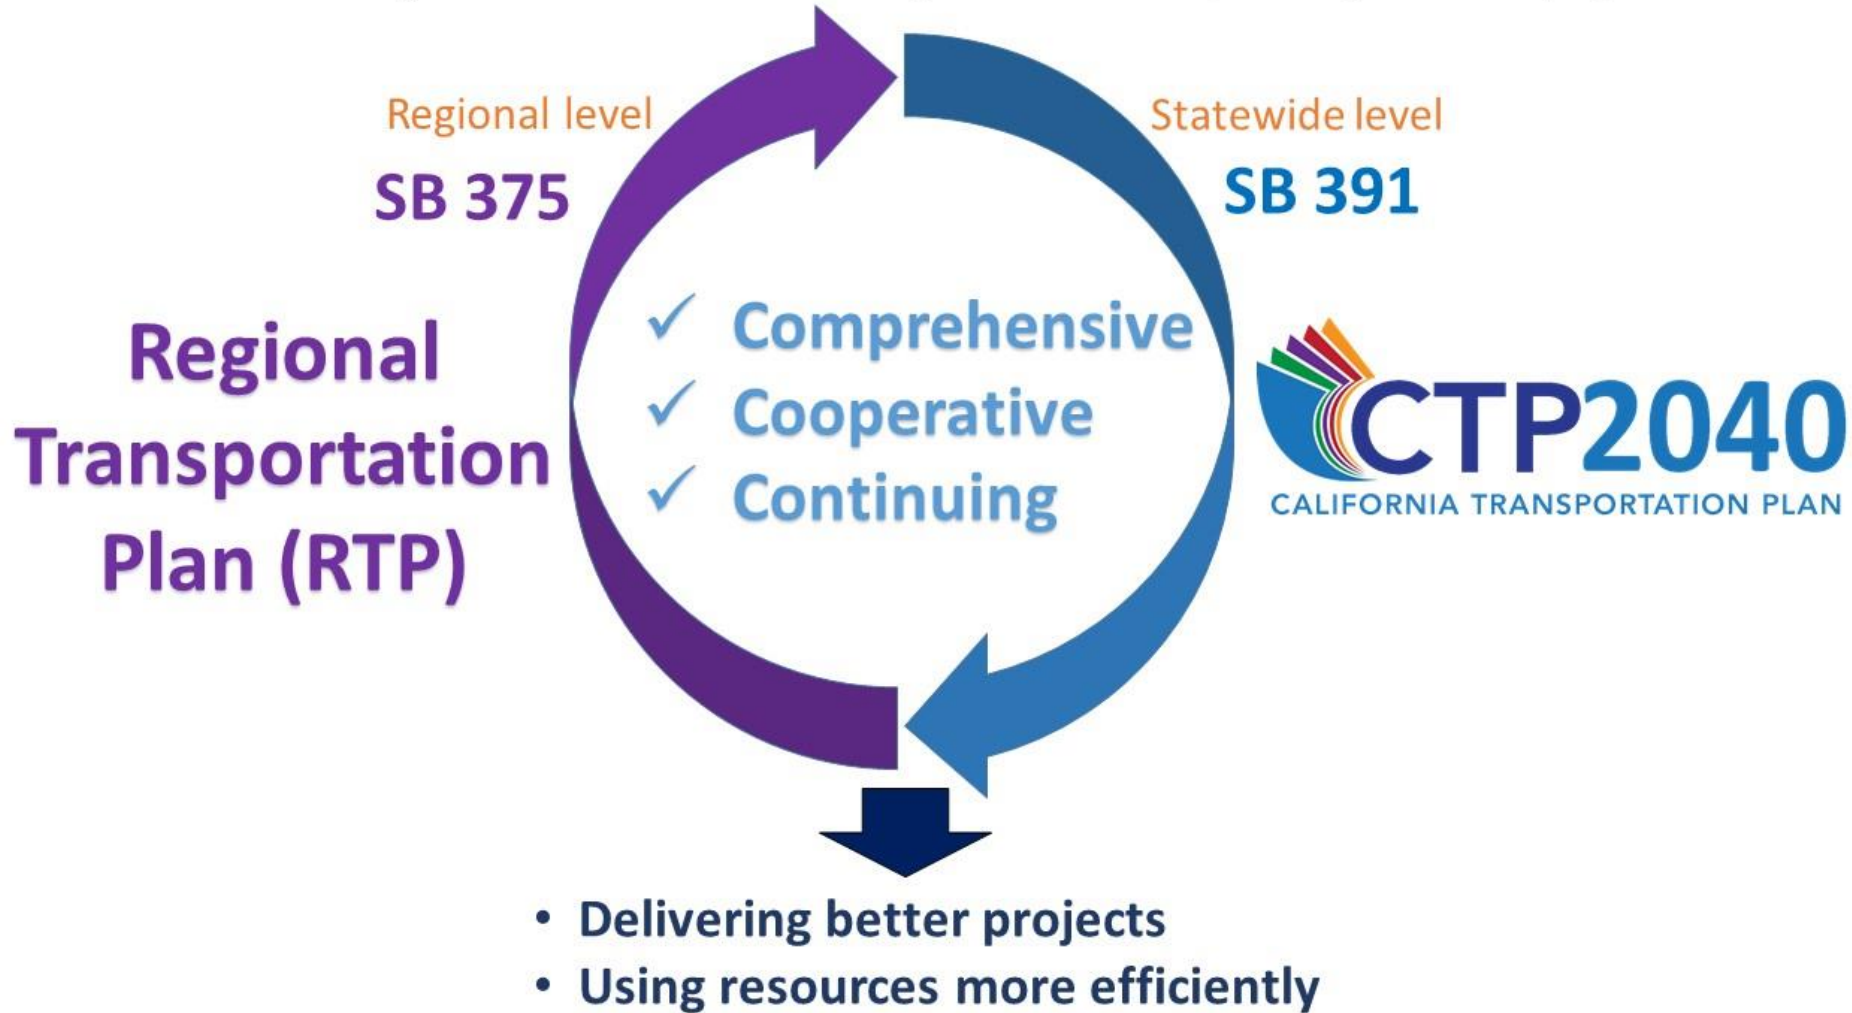 Regional level
SB 375
Statewide level
SB 391
Regional
Transportation
Plan (RTP)
✓ Comprehensive
✓ Cooperative
✓ Continuing
CTP2040
CALIFORNIA TRANSPORTATION PLAN
• Delivering better projects
• Using resources more efficiently